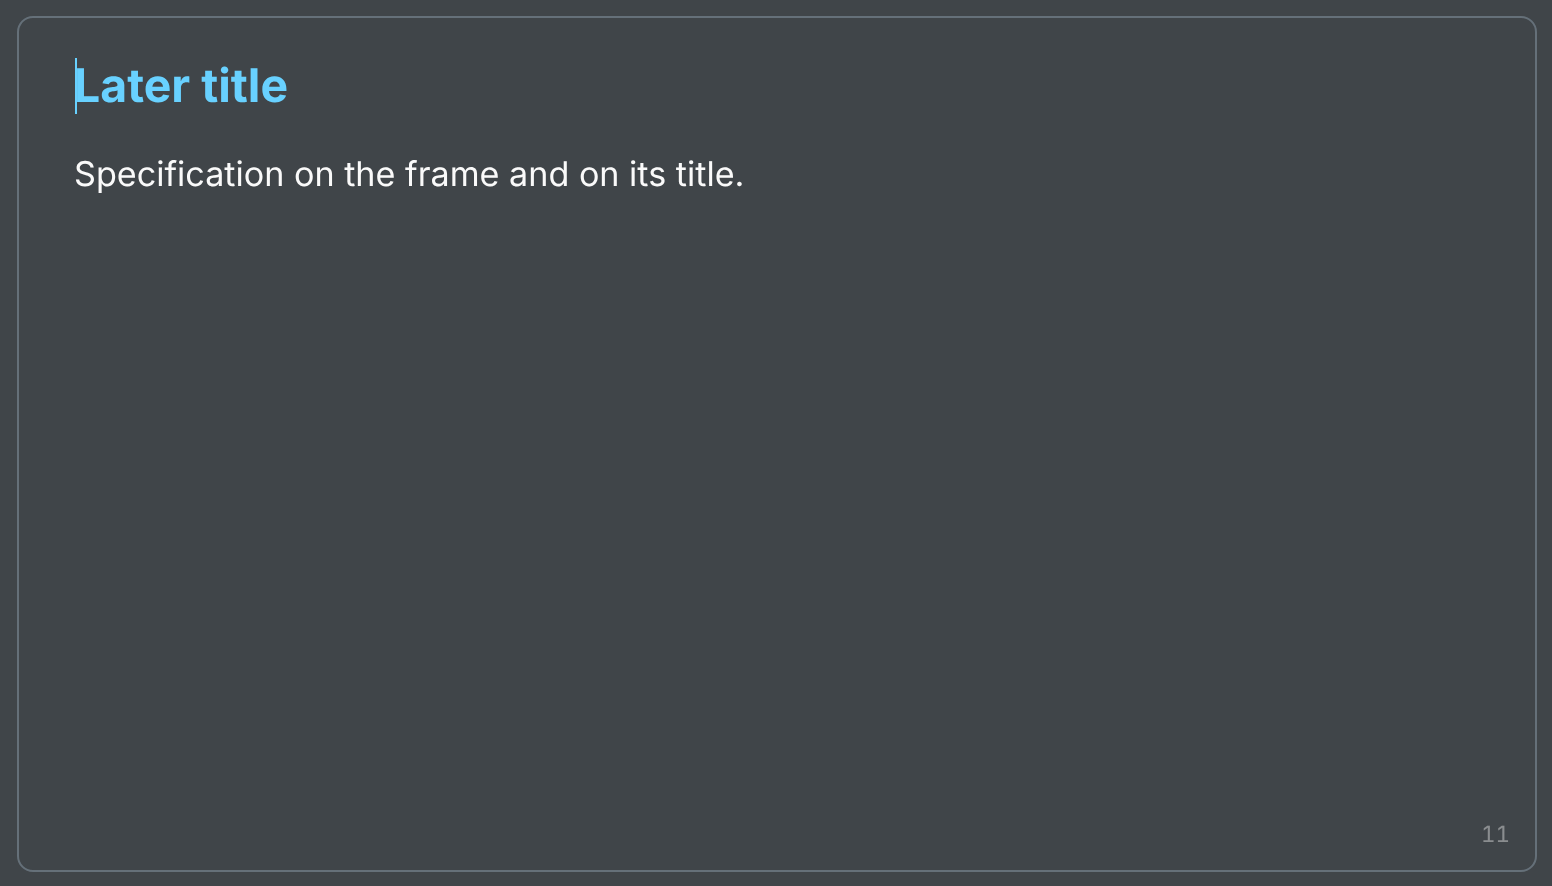 Later title
Specification on the frame and on its title.
11